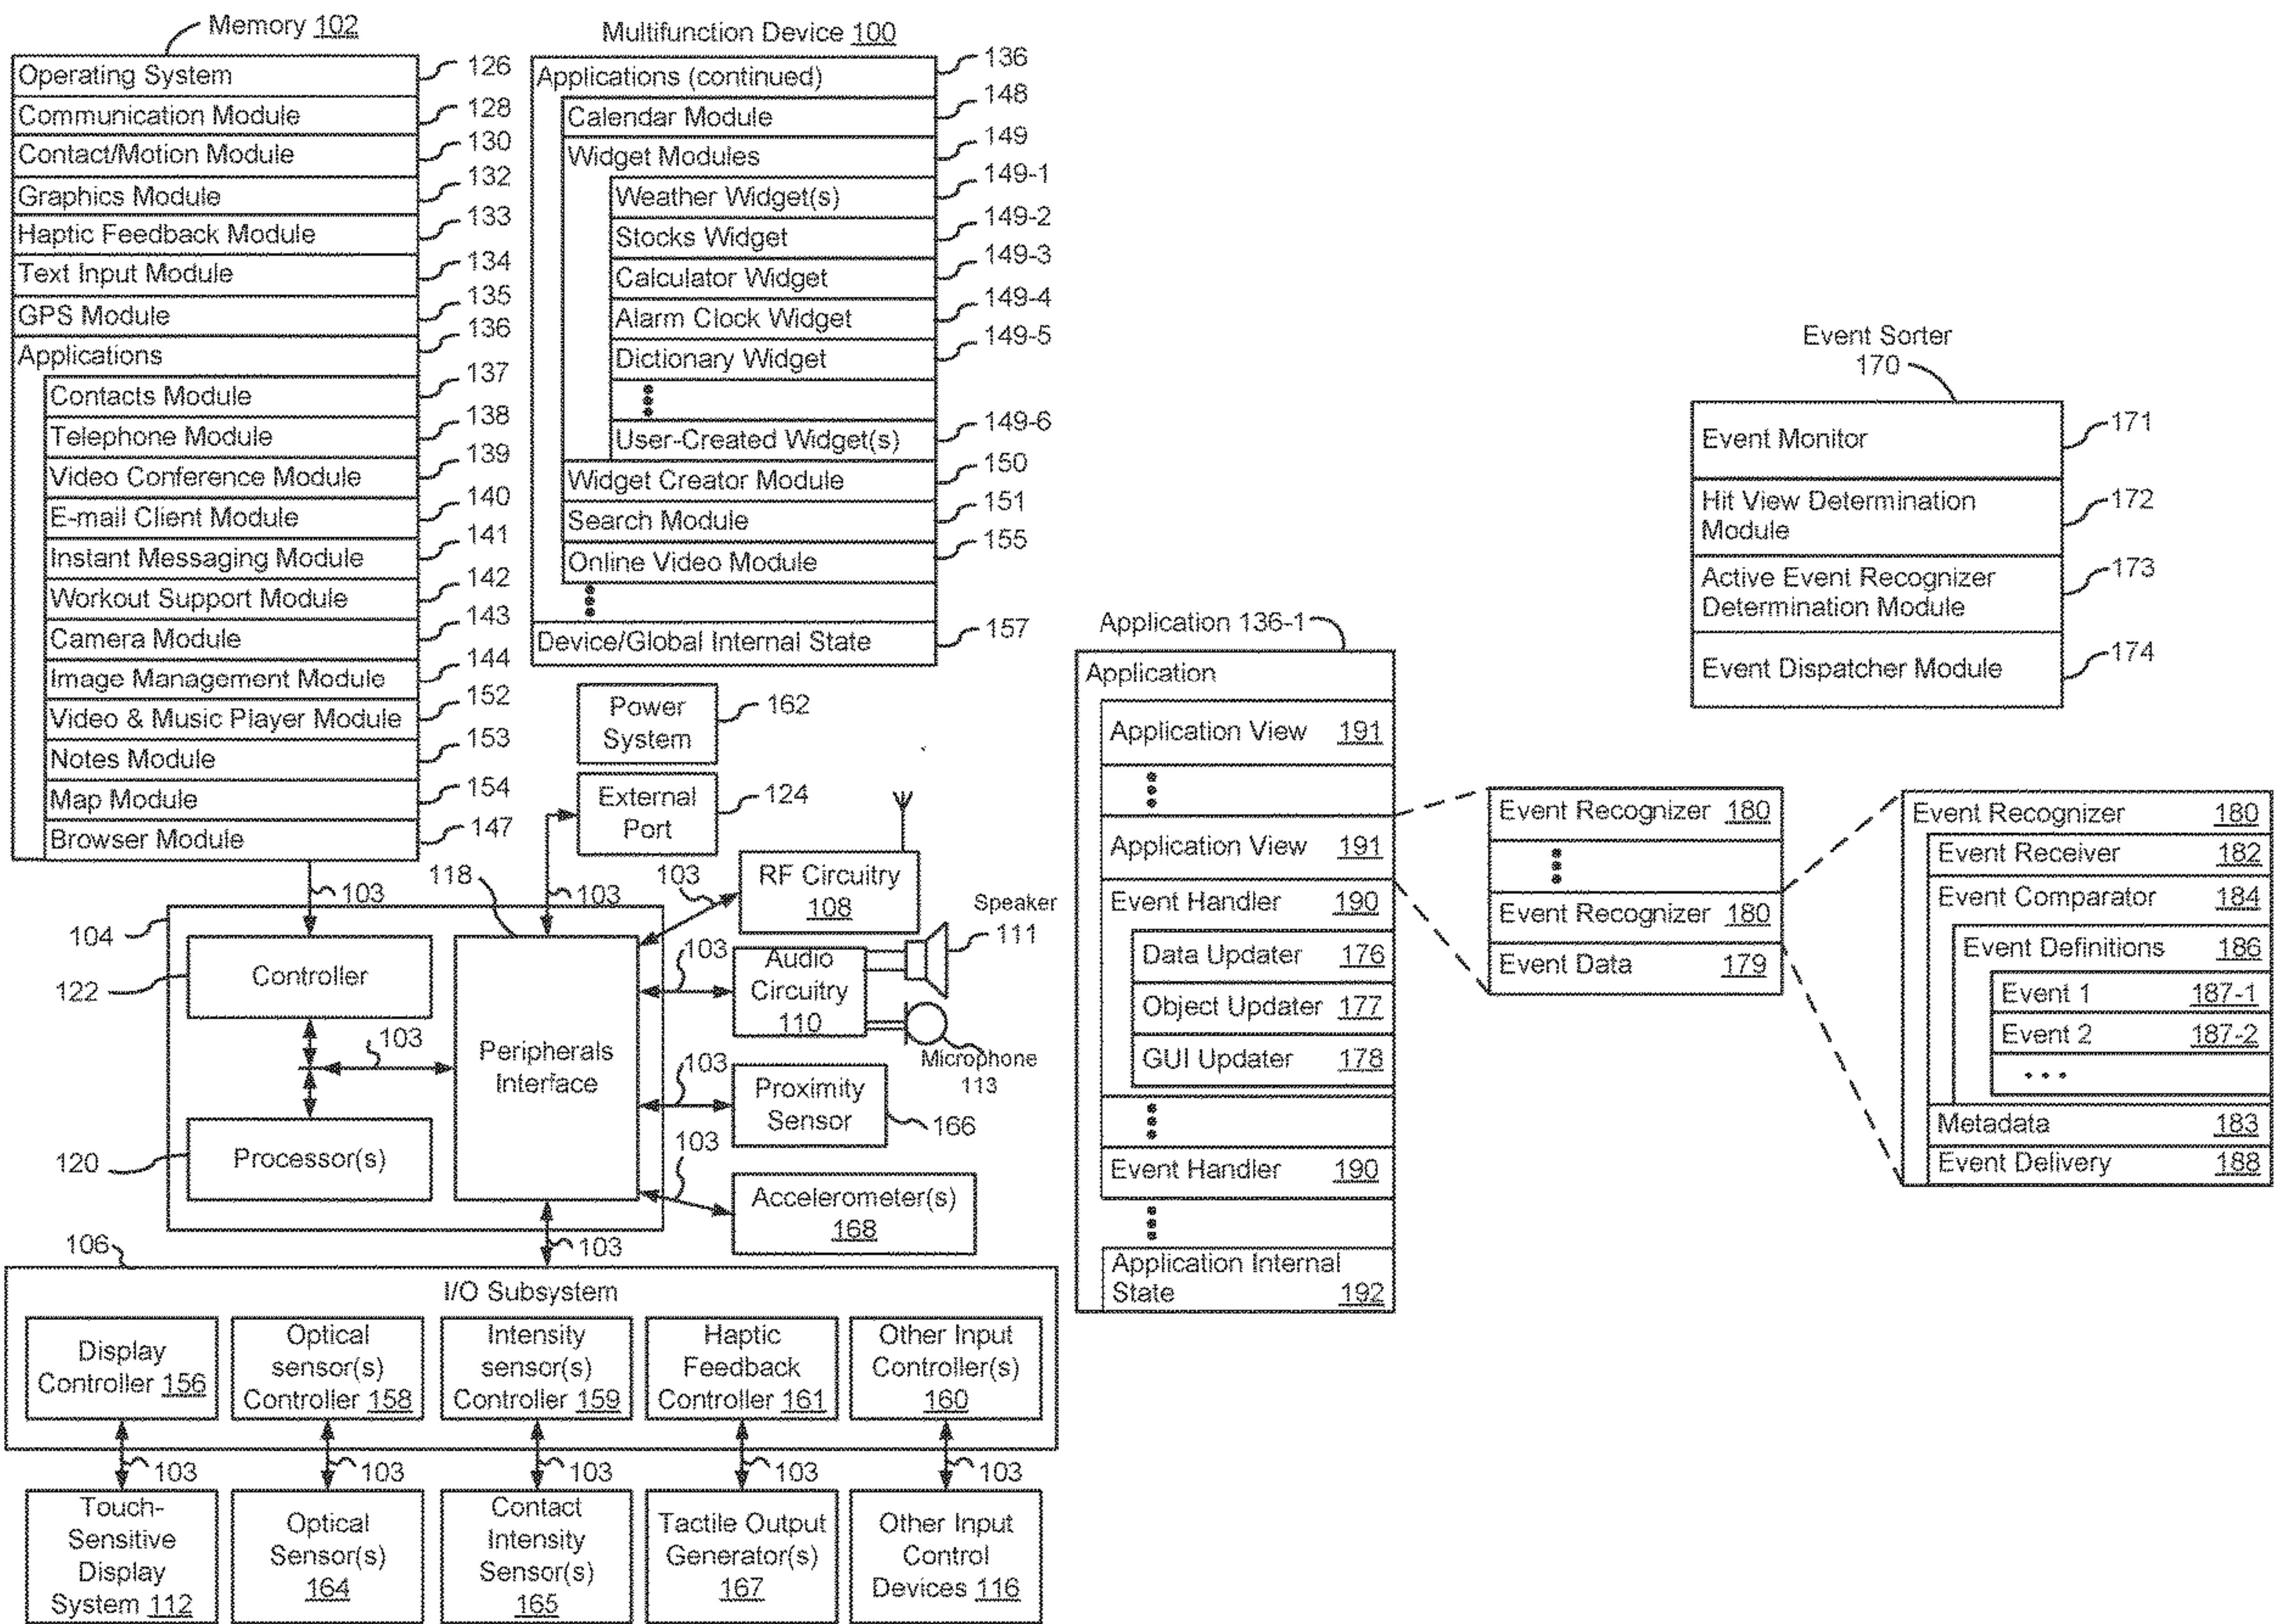 Memory 102
Operating System 126
Communication Module 128
Contact/Motion Module 130
Graphics Module 132
Haptic Feedback Module 133
Text Input Module 134
GPS Module 135
Applications 136
Contacts Module 137
Telephone Module 138
Video Conference Module 139
E-mail Client Module 140
Instant Messaging Module 141
Workout Support Module 142
Camera Module 143
Image Management Module 144
Video & Music Player Module 152
Notes Module 153
Map Module 154
Browser Module 147
Multifunction Device 100
Applications (continued) 136
Calendar Module 148
Widget Modules 149
Weather Widget(s) 149-1
Stocks Widget 149-2
Calculator Widget 149-3
Alarm Clock Widget 149-4
Dictionary Widget 149-5
User-Created Widget(s) 149-6
Widget Creator Module 150
Search Module 151
Online Video Module 155
Device/Global Internal State 157
Power
System
162
External
Port
124
103
103
118
103
RF Circuitry
108
Speaker
111
104
Controller
122
103
Audio
Circuitry
110
Microphone
113
103
Peripherals
Interface
103
Proximity
Sensor
166
120
Processor(s)
103
Accelerometer(s)
168
103
106
I/O Subsystem
Display
Controller 156
Optical
sensor(s)
Controller 158
Intensity
sensor(s)
Controller 159
Haptic
Feedback
Controller 161
Other Input
Controller(s)
160
103
103
103
103
103
Touch-
Sensitive
Display
System 112
Optical
Sensor(s)
164
Contact
Intensity
Sensor(s)
165
Tactile Output
Generator(s)
167
Other Input
Control
Devices 116
Application 136-1
Application
Application View 191
Application View 191
Event Handler 190
Data Updater 176
Object Updater 177
GUI Updater 178
Event Handler 190
Application Internal
State 192
Event Recognizer 180
Event Recognizer 180
Event Data 179
Event Sorter
170
Event Monitor 171
Hit View Determination
Module
172
Active Event Recognizer
Determination Module
173
Event Dispatcher Module 174
Event Recognizer 180
Event Receiver 182
Event Comparator 184
Event Definitions 186
Event 1 187-1
Event 2 187-2
• • •
Metadata 183
Event Delivery 188